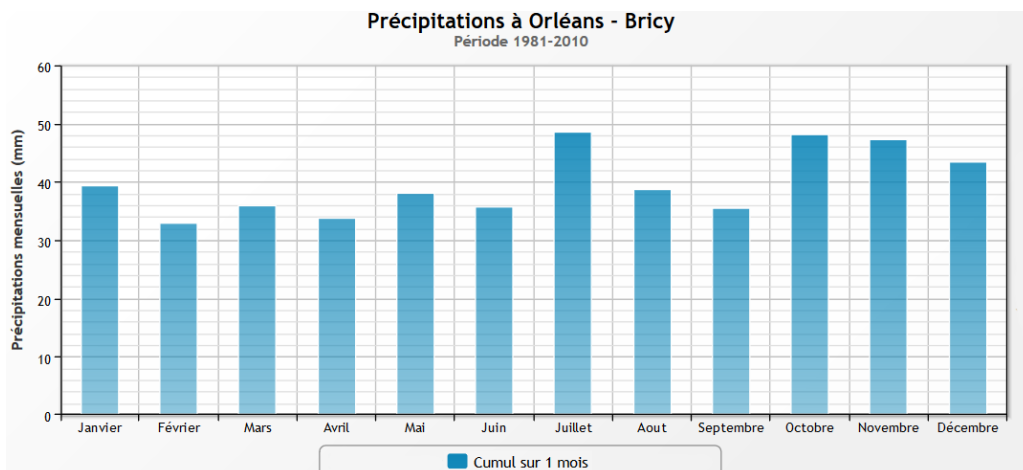 Précipitations à Orléans - Bricy
Période 1981-2010
Précipitations mensuelles (mm)
60
50
40
30
20
10
0
Janvier Février Mars Avril Mai Juin Juillet Aout Septembre Octobre Novembre Décembre
Cumul sur 1 mois